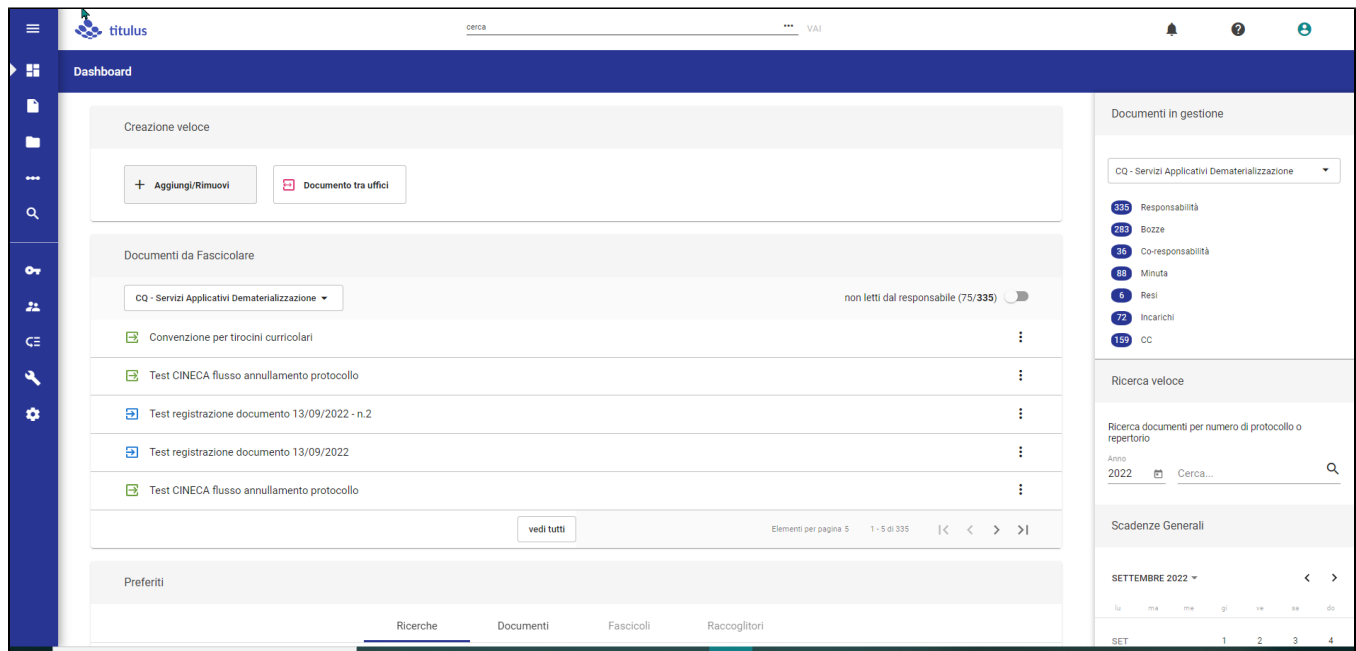 titulus
cerca ••• VAI
Dashboard
Creazione veloce
+ Aggiungi/Rimuovi
Documento tra uffici
Documenti da Fascicolare
CQ - Servizi Applicativi Dematerializzazione
non letti dal responsabile (75/335)
Convenzione per tirocini curricolari
Test CINECA flusso annullamento protocollo
Test registrazione documento 13/09/2022 - n.2
Test registrazione documento 13/09/2022
Test CINECA flusso annullamento protocollo
vedi tutti
Elementi per pagina 5 1 - 5 di 335
Preferiti
Ricerche Documenti Fascicoli Raccoglitori
Documenti in gestione
CQ - Servizi Applicativi Dematerializzazione
335 Responsabilità
283 Bozze
36 Co-responsabilità
88 Minuta
6 Resi
72 Incarichi
159 CC
Ricerca veloce
Ricerca documenti per numero di protocollo o
repertorio
Anno
2022 Cerca...
Scadenze Generali
SETTEMBRE 2022
lu ma me gi ve sa do
SET 1 2 3 4